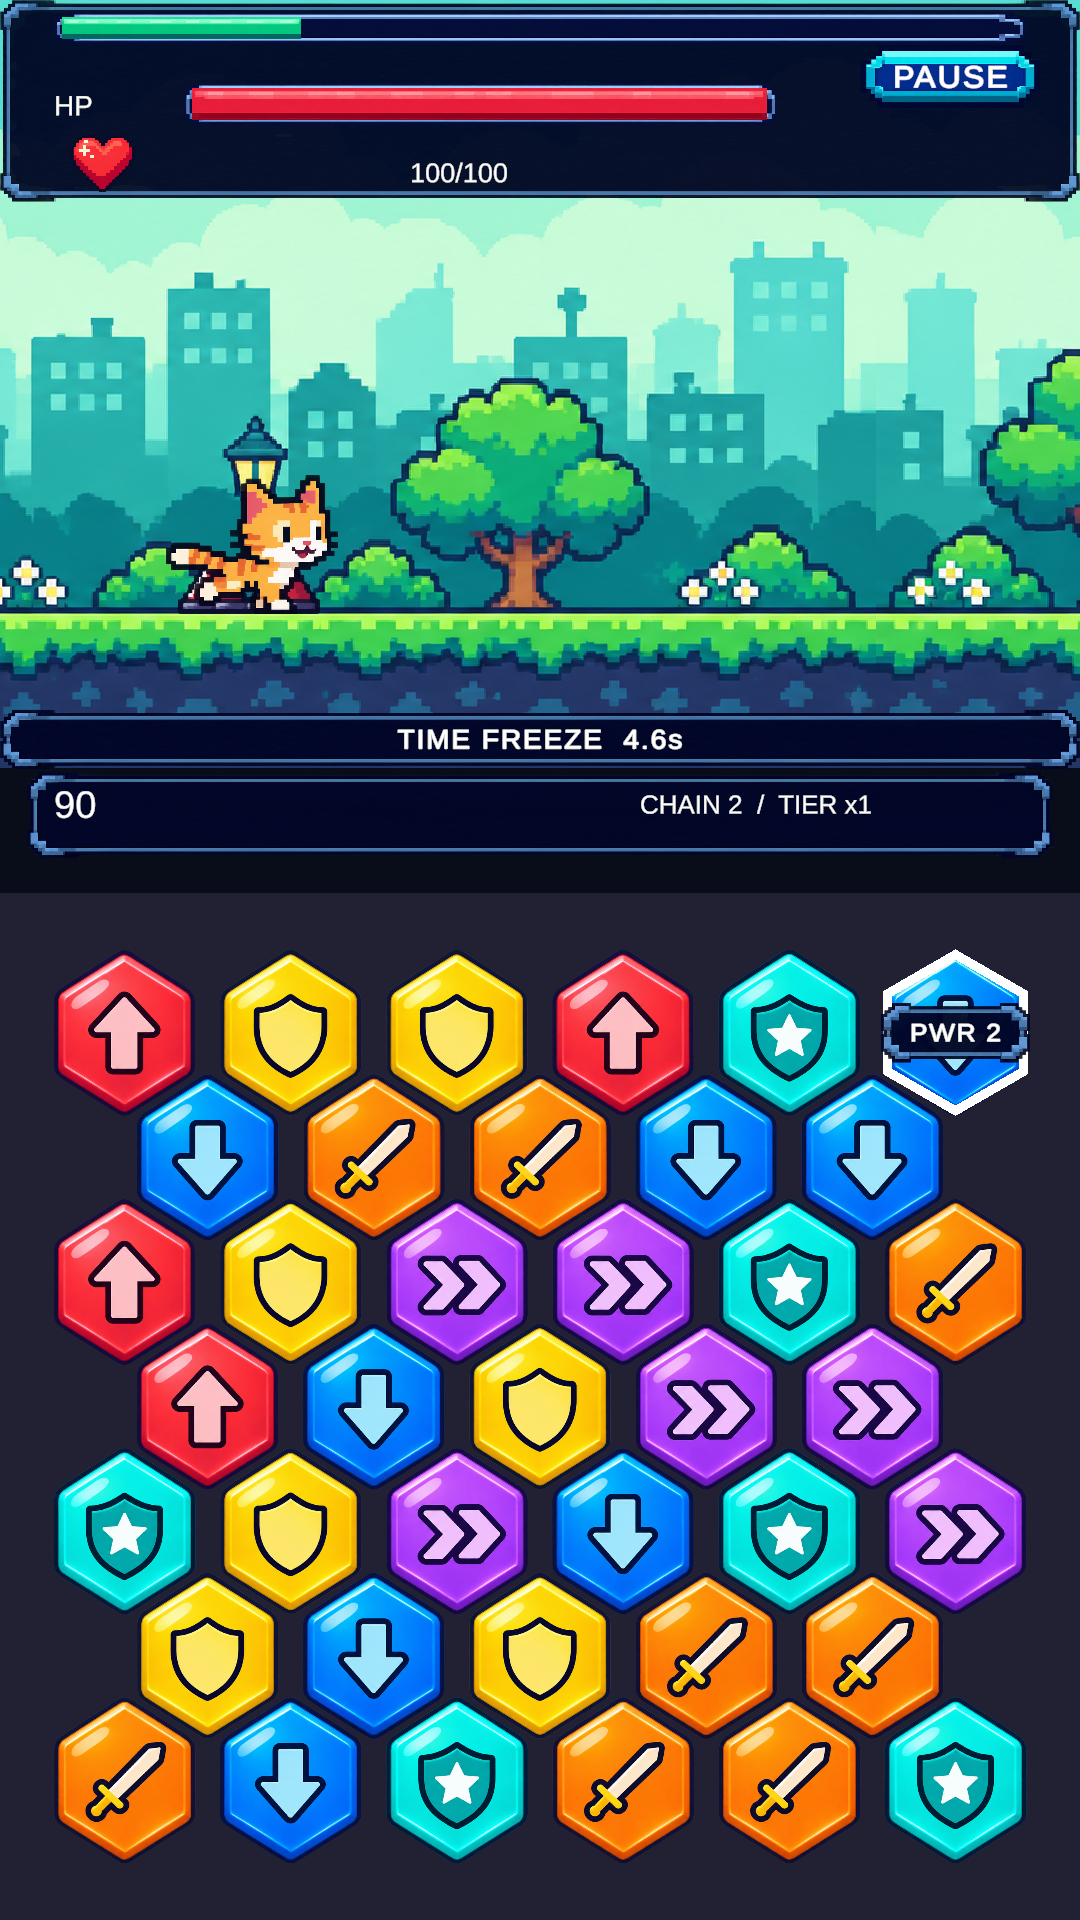 PAUSE
HP
100/100
TIME FREEZE 4.6s
90
CHAIN 2 / TIER x1
PWR 2